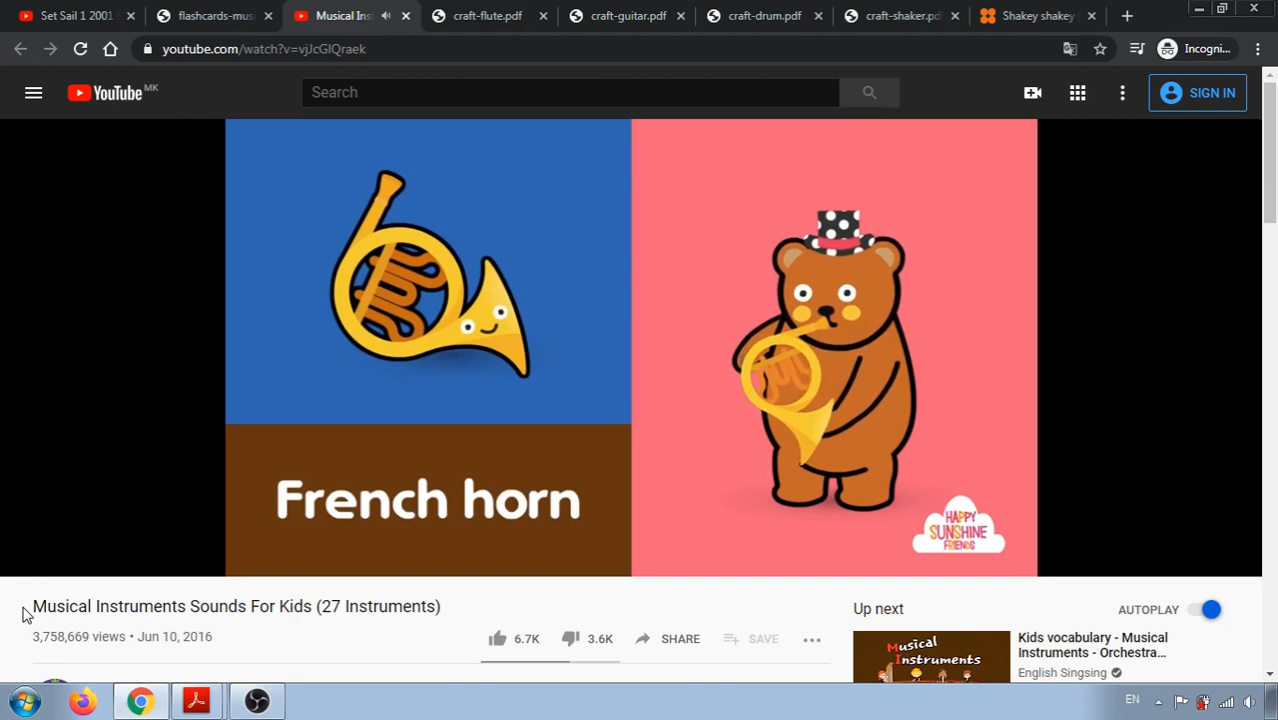 Set Sail 1 2001
flashcards-mus
Musical Ins
craft-flute.pdf
craft-guitar.pdf
craft-drum.pdf
craft-shaker.pdf
Shakey shakey
youtube.com/watch?v=vjJcGlQraek
Incogni...
YouTube MK
Search
SIGN IN
French horn
HAPPY
SUNSHINE
FRIENDS
Musical Instruments Sounds For Kids (27 Instruments)
3,758,669 views • Jun 10, 2016
6.7K
3.6K
SHARE
SAVE
Up next
AUTOPLAY
Musical
Instruments
Kids vocabulary - Musical
Instruments - Orchestra...
English Singsing
EN